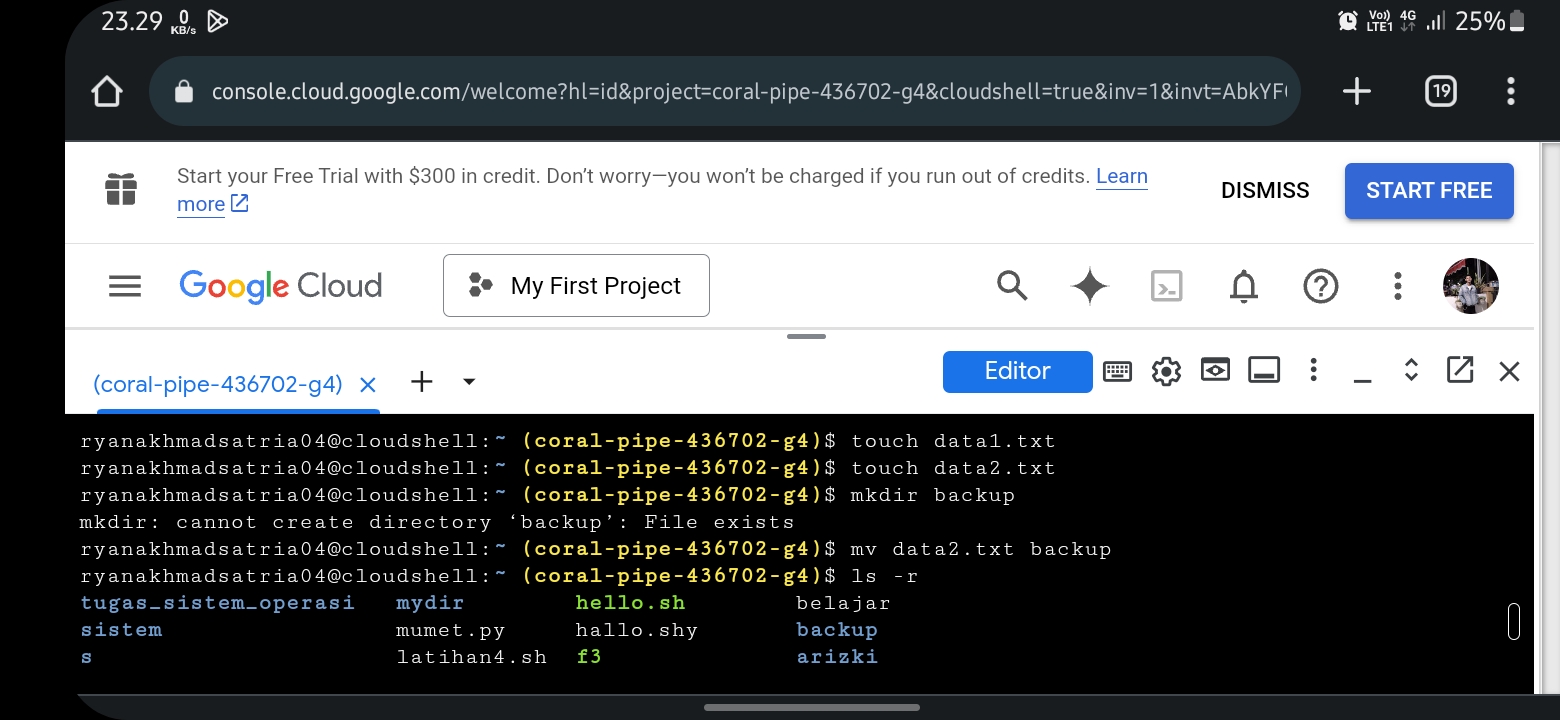 23.29 0 KB/s Vo)) LTE1 4G 25%
console.cloud.google.com/welcome?hl=id&project=coral-pipe-436702-g4&cloudshell=true&inv=1&invt=AbkYF 19
Start your Free Trial with $300 in credit. Don't worry—you won't be charged if you run out of credits. Learn
more
DISMISS START FREE
Google Cloud My First Project
(coral-pipe-436702-g4) Editor
ryanakhmadsatria04@cloudshell:~ (coral-pipe-436702-g4)$ touch data1.txt
ryanakhmadsatria04@cloudshell:~ (coral-pipe-436702-g4)$ touch data2.txt
ryanakhmadsatria04@cloudshell:~ (coral-pipe-436702-g4)$ mkdir backup
mkdir: cannot create directory ‘backup’: File exists
ryanakhmadsatria04@cloudshell:~ (coral-pipe-436702-g4)$ mv data2.txt backup
ryanakhmadsatria04@cloudshell:~ (coral-pipe-436702-g4)$ ls -r
tugas_sistem_operasi mydir hello.sh belajar
sistem mumet.py hallo.shy backup
s latihan4.sh f3 arizki